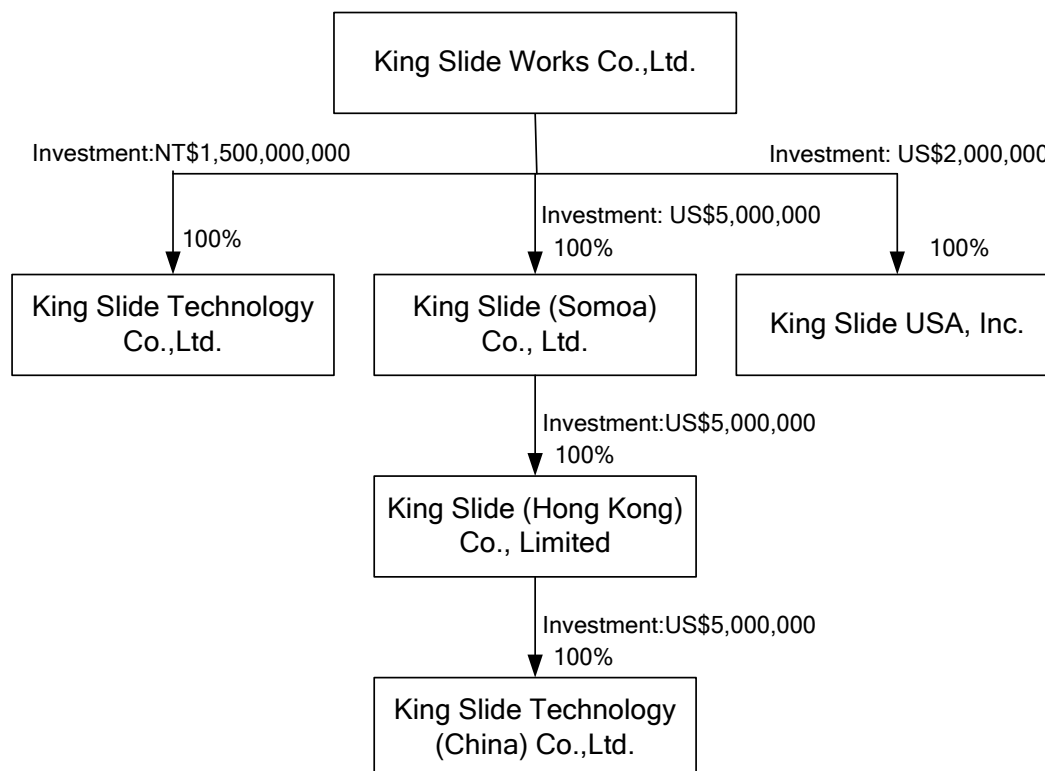 King Slide Works Co.,Ltd.
Investment:NT$1,500,000,000
Investment: US$2,000,000
Investment: US$5,000,000
100%
100%
100%
King Slide Technology
Co.,Ltd.
King Slide (Somoa)
Co., Ltd.
King Slide USA, Inc.
Investment:US$5,000,000
100%
King Slide (Hong Kong)
Co., Limited
Investment:US$5,000,000
100%
King Slide Technology
(China) Co.,Ltd.